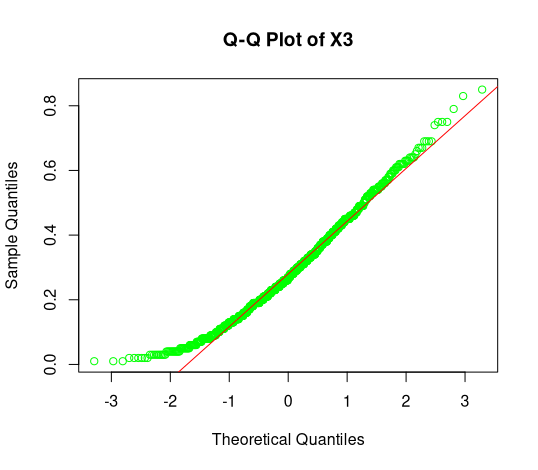 Q-Q Plot of X3
Sample Quantiles
0.8
0.6
0.4
0.2
0.0
-3 -2 -1 0 1 2 3
Theoretical Quantiles